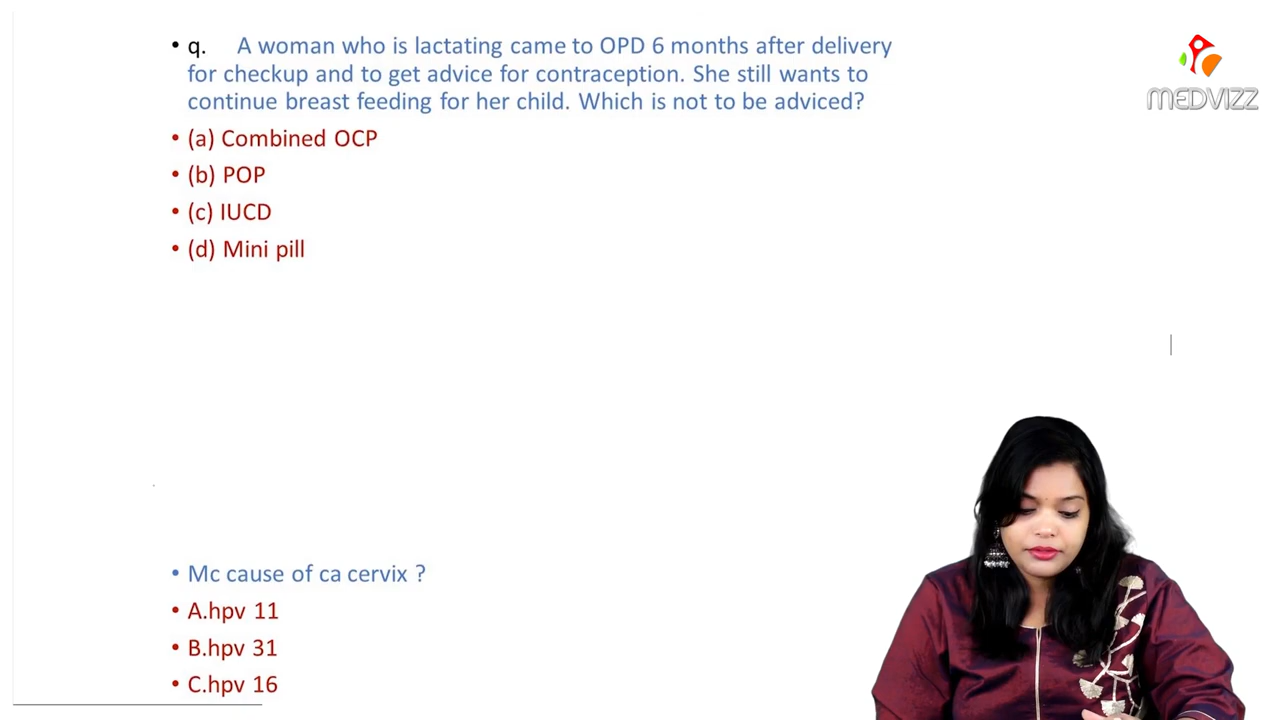 • q. A woman who is lactating came to OPD 6 months after delivery
for checkup and to get advice for contraception. She still wants to
continue breast feeding for her child. Which is not to be adviced?
• (a) Combined OCP
• (b) POP
• (c) IUCD
• (d) Mini pill
MEDVIZZ
• Mc cause of ca cervix ?
• A.hpv 11
• B.hpv 31
• C.hpv 16